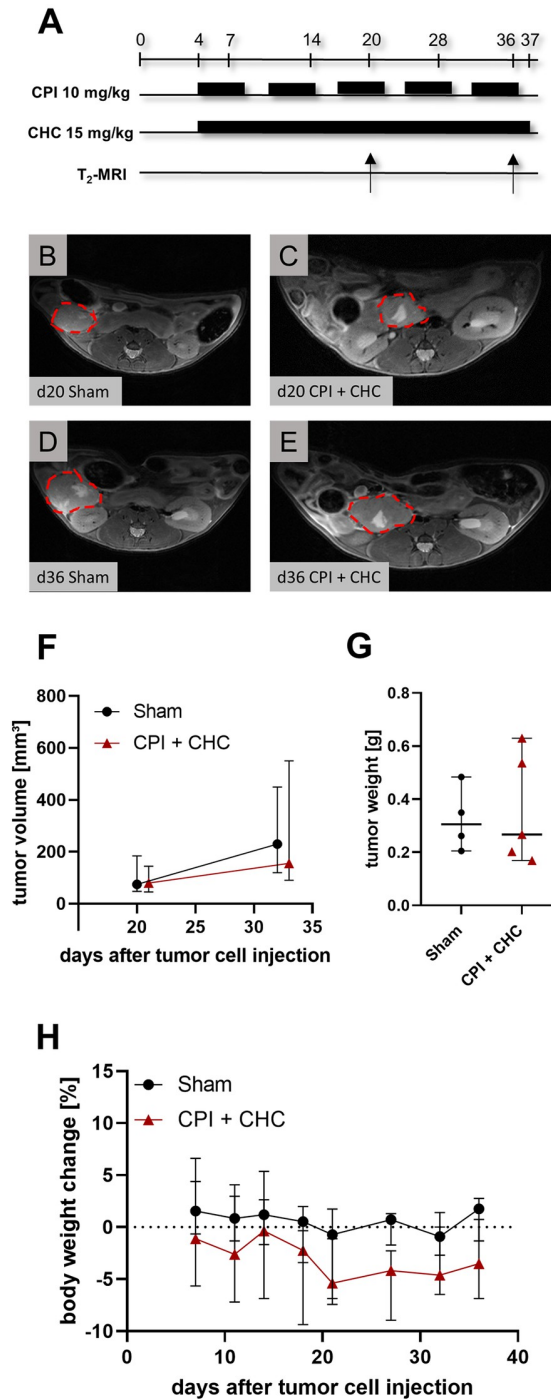 A
0 4 7 14 20 28 36 37
CPI 10 mg/kg
CHC 15 mg/kg
T₂-MRI
B
d20 Sham
C
d20 CPI + CHC
D
d36 Sham
E
d36 CPI + CHC
F
Sham
CPI + CHC
tumor volume [mm³]
800
600
400
200
0
20 25 30 35
days after tumor cell injection
G
tumor weight [g]
0.8
0.6
0.4
0.2
0.0
Sham
CPI + CHC
H
Sham
CPI + CHC
body weight change [%]
15
10
5
0
-5
-10
0 10 20 30 40
days after tumor cell injection